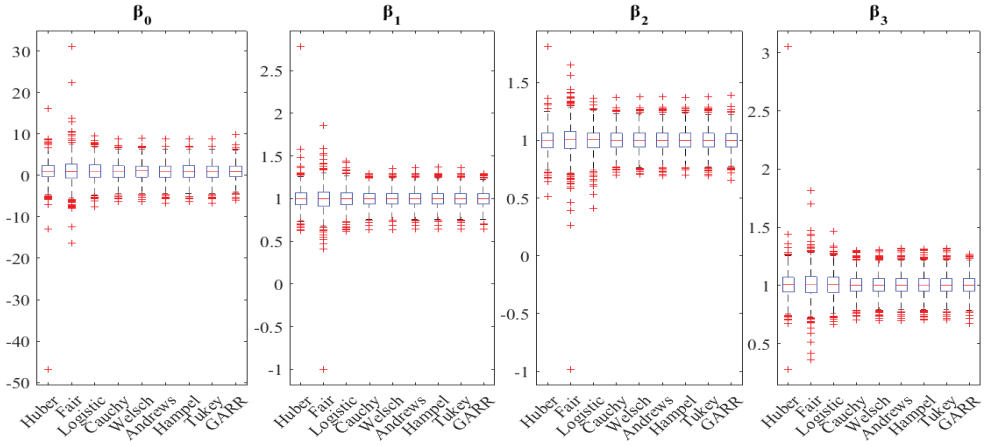 β0
30
20
10
0
-10
-20
-30
-40
-50
Huber
Fair
Logistic
Cauchy
Welsch
Andrews
Hampel
Tukey
GARR
β1
2.5
2
1.5
1
0.5
0
-0.5
-1
Huber
Fair
Logistic
Cauchy
Welsch
Andrews
Hampel
Tukey
GARR
β2
1.5
1
0.5
0
-0.5
-1
Huber
Fair
Logistic
Cauchy
Welsch
Andrews
Hampel
Tukey
GARR
β3
3
2.5
2
1.5
1
0.5
Huber
Fair
Logistic
Cauchy
Welsch
Andrews
Hampel
Tukey
GARR